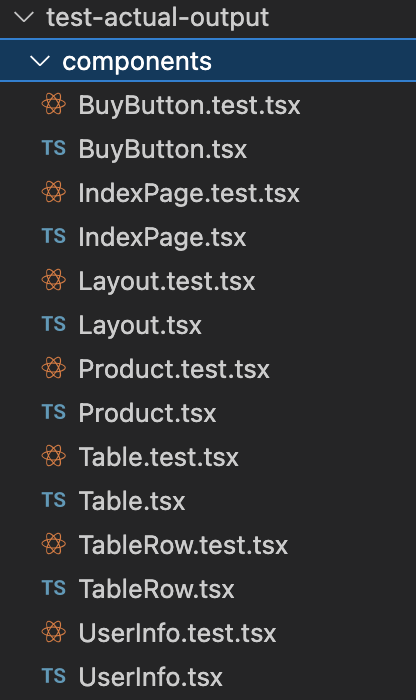 test-actual-output
components
BuyButton.test.tsx
TS BuyButton.tsx
IndexPage.test.tsx
TS IndexPage.tsx
Layout.test.tsx
TS Layout.tsx
Product.test.tsx
TS Product.tsx
Table.test.tsx
TS Table.tsx
TableRow.test.tsx
TS TableRow.tsx
UserInfo.test.tsx
TS UserInfo.tsx